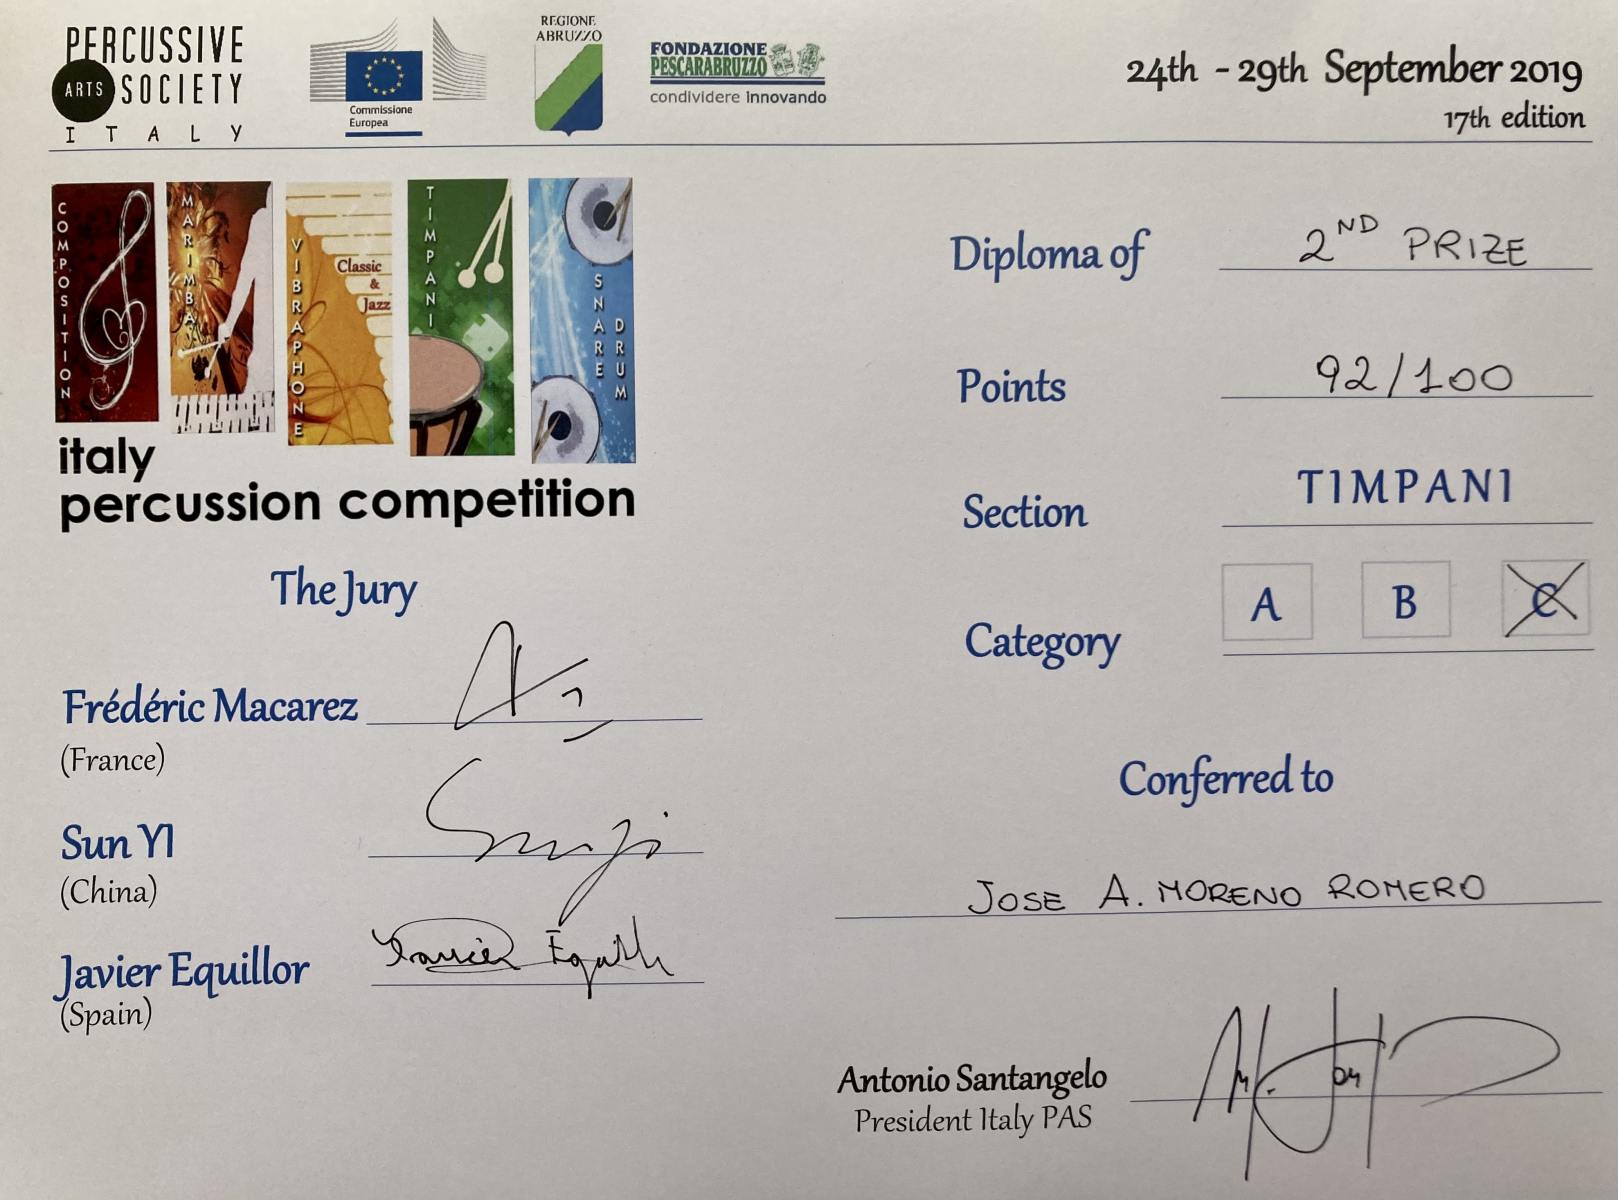 PERCUSSIVE
ARTS SOCIETY
ITALY
Commissione
Europea
REGIONE
ABRUZZO
FONDAZIONE
PESCARABRUZZO
condividere innovando
24th - 29th September 2019
17th edition
COMPOSITION
MARIMBA
VIBRAPHONE
Classic
&
Jazz
TIMPANI
SNARE
DRUM
italy
percussion competition
Diploma of 2ND PRIZE
Points 92/100
Section TIMPANI
Category A B C
The Jury
Frédéric Macarez
(France)
Sun YI
(China)
Javier Equillor
(Spain)
Conferred to
JOSE A. MORENO ROMERO
Antonio Santangelo
President Italy PAS